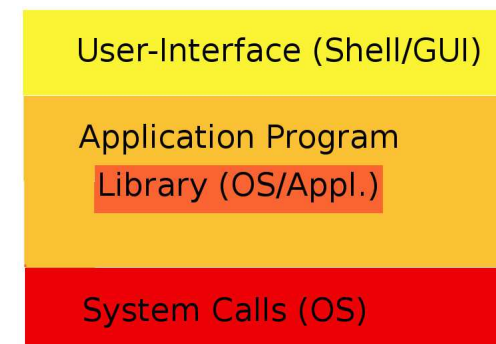 User-Interface (Shell/GUI)
Application Program
Library (OS/Appl.)
System Calls (OS)